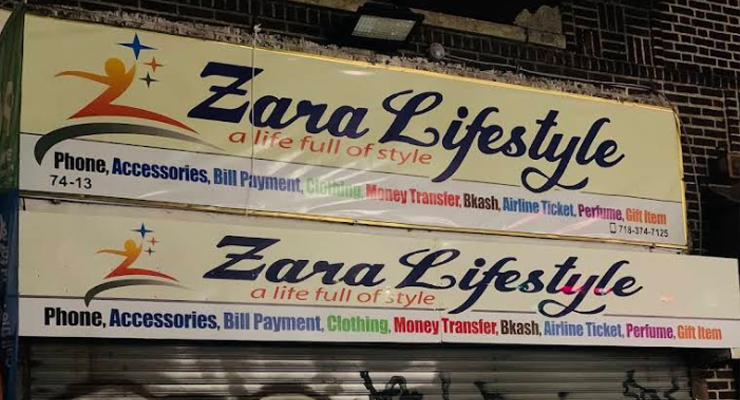 Zara Lifestyle
a life full of style
Phone, Accessories, Bill Payment, Clothing, Money Transfer, Bkash, Airline Ticket, Perfume, Gift Item
74-13
718-374-7125
Zara Lifestyle
a life full of style
Phone, Accessories, Bill Payment, Clothing, Money Transfer, Bkash, Airline Ticket, Perfume, Gift Item